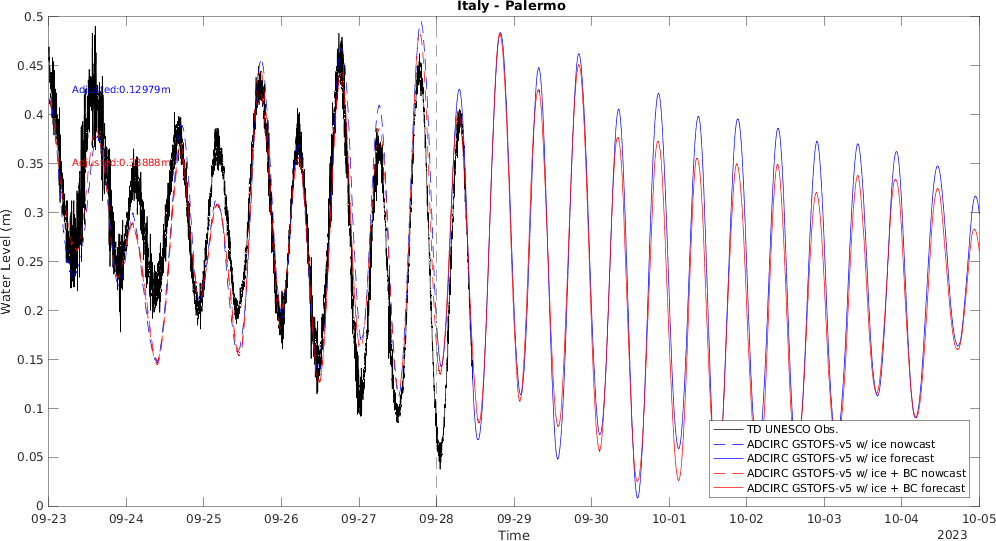 Italy - Palermo
0.5
0.45
0.4
0.35
0.3
0.25
0.2
0.15
0.1
0.05
0
Water Level (m)
Adjusted:0.12979m
Adjusted:0.13888m
TD UNESCO Obs.
ADCIRC GSTOFS-v5 w/ ice nowcast
ADCIRC GSTOFS-v5 w/ ice forecast
ADCIRC GSTOFS-v5 w/ ice + BC nowcast
ADCIRC GSTOFS-v5 w/ ice + BC forecast
09-23 09-24 09-25 09-26 09-27 09-28 09-29 09-30 10-01 10-02 10-03 10-04 10-05
Time
2023